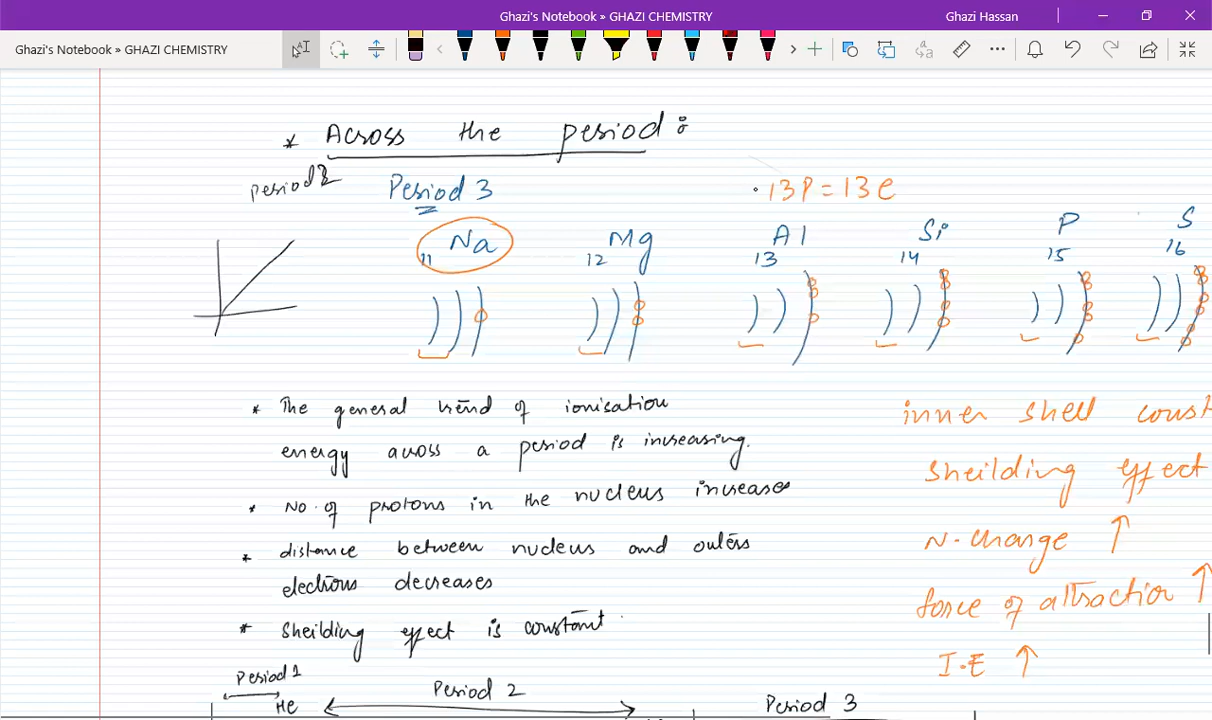 Ghazi's Notebook » GHAZI CHEMISTRY
Ghazi Hassan
Ghazi's Notebook » GHAZI CHEMISTRY
* Across the period :
Period 3
13P = 13e
Na
Mg
Al
Si
P
S
11
12
13
14
15
16
* The general trend of ionisation
energy across a period is increasing.
* No. of protons in the nucleus increases
* distance between nucleus and outers
electrons decreases
* Sheilding effect is constant
inner shell const
Sheilding effect
N-charge ↑
force of attraction ↑
I.E ↑
Period 1
He
Period 2
Period 3